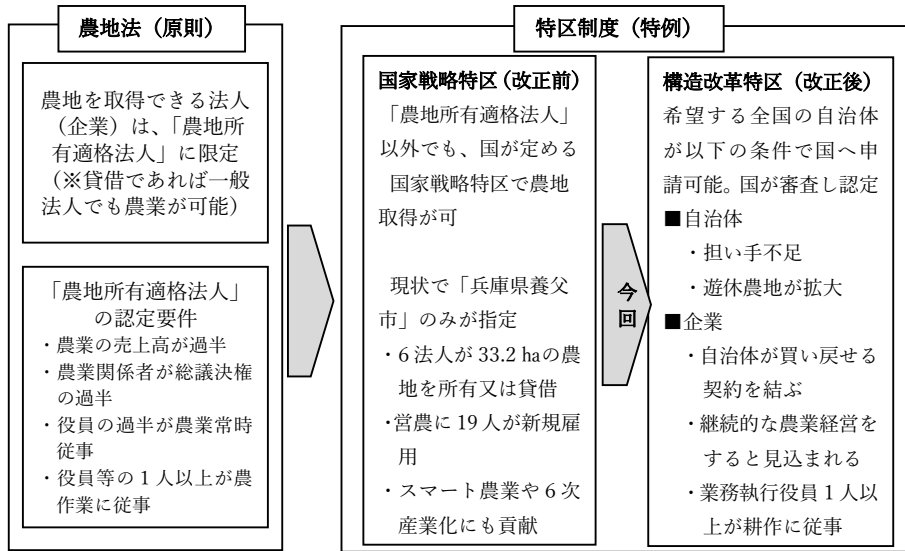 農地法（原則）
農地を取得できる法人
（企業）は、「農地所
有適格法人」に限定
（※貸借であれば一般
法人でも農業が可能）
「農地所有適格法人」
の認定要件
・農業の売上高が過半
・農業関係者が総議決権
の過半
・役員の過半が農業常時
従事
・役員等の１人以上が農
作業に従事
特区制度（特例）
国家戦略特区（改正前）
「農地所有適格法人」
以外でも、国が定める
国家戦略特区で農地
取得が可
現状で「兵庫県養父
市」のみが指定
・6 法人が 33.2 haの農
地を所有又は貸借
・営農に 19 人が新規雇
用
・スマート農業や 6 次
産業化にも貢献
今
回
構造改革特区（改正後）
希望する全国の自治体
が以下の条件で国へ申
請可能。国が審査し認定
■自治体
・担い手不足
・遊休農地が拡大
■企業
・自治体が買い戻せる
契約を結ぶ
・継続的な農業経営を
すると見込まれる
・業務執行役員 1 人以
上が耕作に従事